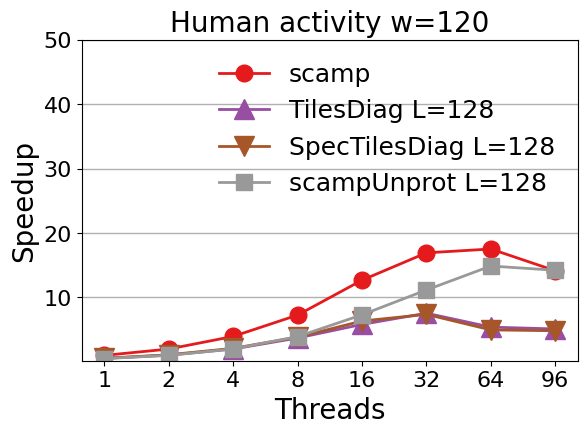 Human activity w=120
50
40
30
20
10
Speedup
scamp
TilesDiag L=128
SpecTilesDiag L=128
scampUnprot L=128
1 2 4 8 16 32 64 96
Threads